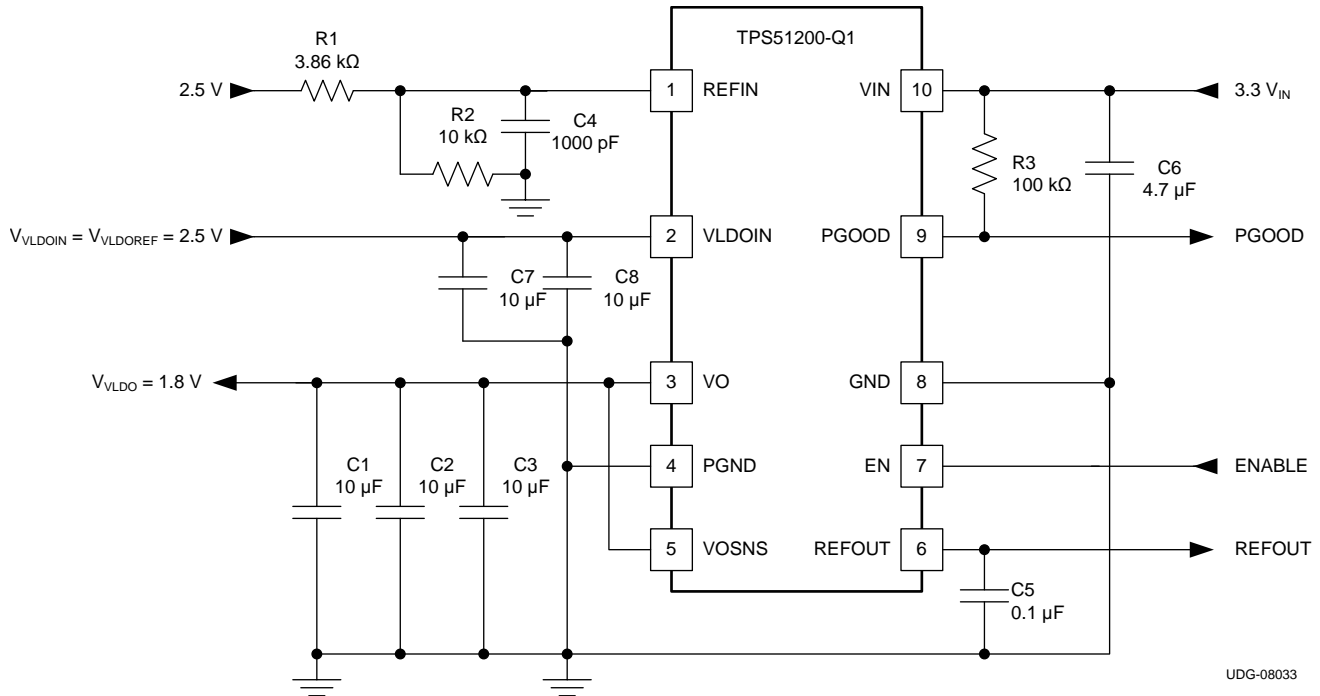 TPS51200-Q1
R1
3.86 kΩ
2.5 V
1
REFIN
VIN
10
3.3 VIN
R2
10 kΩ
C4
1000 pF
R3
100 kΩ
C6
4.7 µF
VVLDOIN = VVLDOREF = 2.5 V
2
VLDOIN
PGOOD
9
PGOOD
C7
10 µF
C8
10 µF
VVLDO = 1.8 V
3
VO
GND
8
C1
10 µF
C2
10 µF
C3
10 µF
4
PGND
EN
7
ENABLE
5
VOSNS
REFOUT
6
REFOUT
C5
0.1 µF
UDG-08033